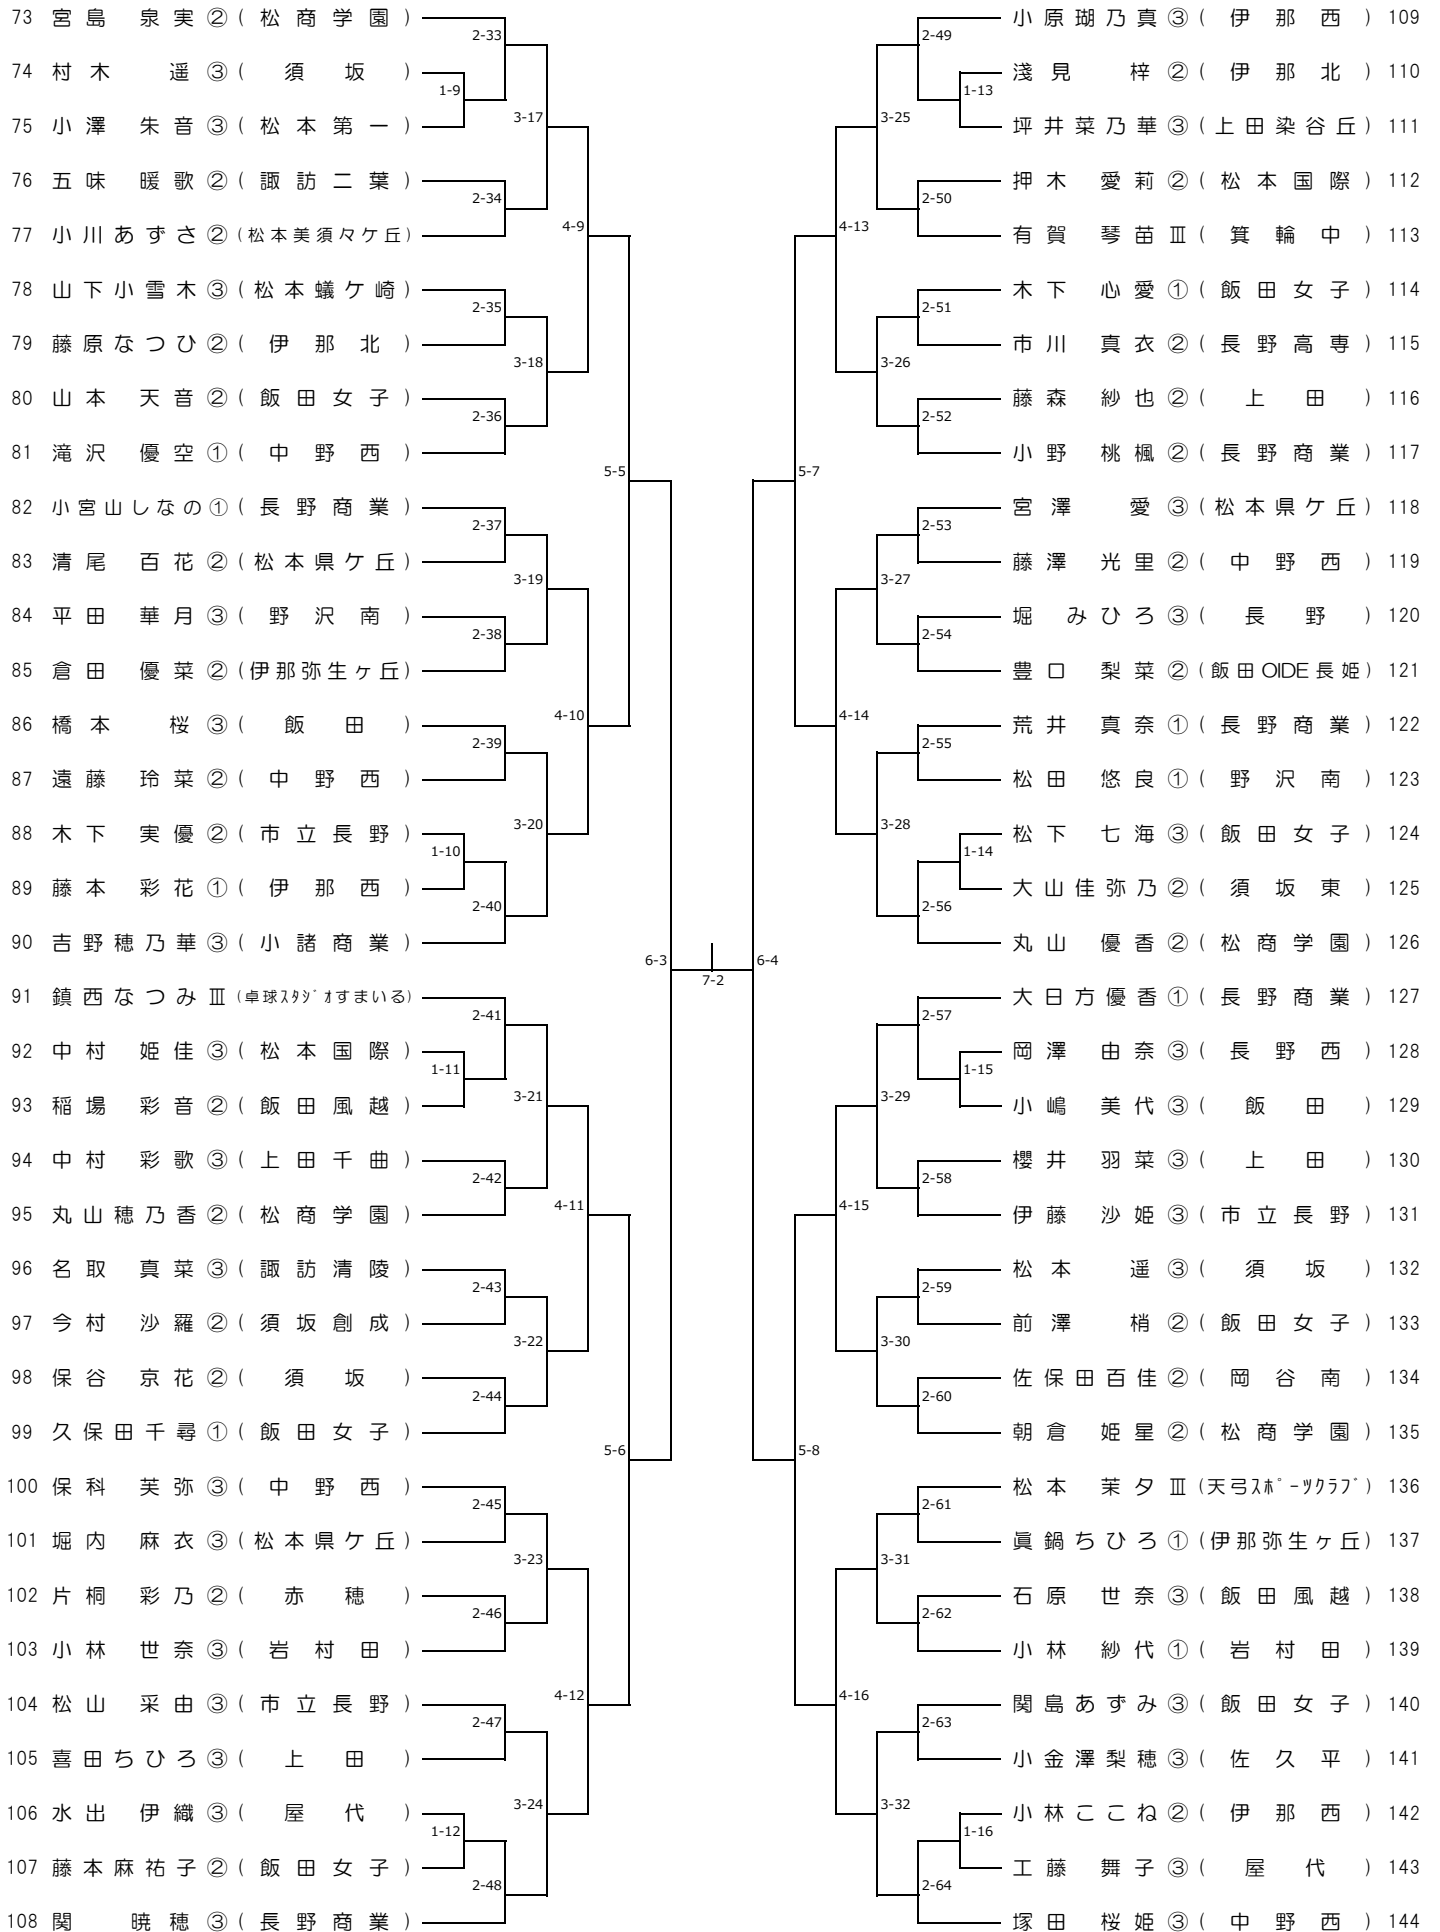 73 宮島 泉実②(松商学園)
74 村木 遥③(須坂)
75 小澤 朱音③(松本第一)
76 五味 暖歌②(諏訪二葉)
77 小川あずさ②(松本美須々ケ丘)
78 山下小雪木③(松本蟻ケ崎)
79 藤原なつひ②(伊那北)
80 山本 天音②(飯田女子)
81 滝沢 優空①(中野西)
82 小宮山しなの①(長野商業)
83 清尾 百花②(松本県ケ丘)
84 平田 華月③(野沢南)
85 倉田 優菜②(伊那弥生ヶ丘)
86 橋本 桜③(飯田)
87 遠藤 玲菜②(中野西)
88 木下 実優②(市立長野)
89 藤本 彩花①(伊那西)
90 吉野穂乃華③(小諸商業)
91 鎮西なつみⅢ(卓球ｽﾀｼﾞｵすまいる)
92 中村 姫佳③(松本国際)
93 稲場 彩音②(飯田風越)
94 中村 彩歌③(上田千曲)
95 丸山穂乃香②(松商学園)
96 名取 真菜③(諏訪清陵)
97 今村 沙羅②(須坂創成)
98 保谷 京花②(須坂)
99 久保田千尋①(飯田女子)
100 保科 芙弥③(中野西)
101 堀内 麻衣③(松本県ケ丘)
102 片桐 彩乃②(赤穂)
103 小林 世奈③(岩村田)
104 松山 采由③(市立長野)
105 喜田ちひろ③(上田)
106 水出 伊織③(屋代)
107 藤本麻祐子②(飯田女子)
108 関 暁穂③(長野商業)
1-9
1-10
1-11
1-12
2-33
2-34
2-35
2-36
2-37
2-38
2-39
2-40
2-41
2-42
2-43
2-44
2-45
2-46
2-47
2-48
3-17
3-18
3-19
3-20
3-21
3-22
3-23
3-24
4-9
4-10
4-11
4-12
5-5
5-6
6-3
7-2
6-4
5-7
5-8
4-13
4-14
4-15
4-16
3-25
3-26
3-27
3-28
3-29
3-30
3-31
3-32
2-49
2-50
2-51
2-52
2-53
2-54
2-55
2-56
2-57
2-58
2-59
2-60
2-61
2-62
2-63
2-64
1-13
1-14
1-15
1-16
小原瑚乃真③(伊那西) 109
淺見 梓②(伊那北) 110
坪井菜乃華③(上田染谷丘) 111
押木 愛莉②(松本国際) 112
有賀 琴苗Ⅲ(箕輪中) 113
木下 心愛①(飯田女子) 114
市川 真衣②(長野高専) 115
藤森 紗也②(上田) 116
小野 桃楓②(長野商業) 117
宮澤 愛③(松本県ケ丘) 118
藤澤 光里②(中野西) 119
堀 みひろ③(長野) 120
豊口 梨菜②(飯田OIDE長姫) 121
荒井 真奈①(長野商業) 122
松田 悠良①(野沢南) 123
松下 七海③(飯田女子) 124
大山佳弥乃②(須坂東) 125
丸山 優香②(松商学園) 126
大日方優香①(長野商業) 127
岡澤 由奈③(長野西) 128
小嶋 美代③(飯田) 129
櫻井 羽菜③(上田) 130
伊藤 沙姫③(市立長野) 131
松本 遥③(須坂) 132
前澤 梢②(飯田女子) 133
佐保田百佳②(岡谷南) 134
朝倉 姫星②(松商学園) 135
松本 茉夕Ⅲ(天弓ｽﾎﾟｰﾂｸﾗﾌﾞ) 136
眞鍋ちひろ①(伊那弥生ヶ丘) 137
石原 世奈③(飯田風越) 138
小林 紗代①(岩村田) 139
関島あずみ③(飯田女子) 140
小金澤梨穂③(佐久平) 141
小林ここね②(伊那西) 142
工藤 舞子③(屋代) 143
塚田 桜姫③(中野西) 144